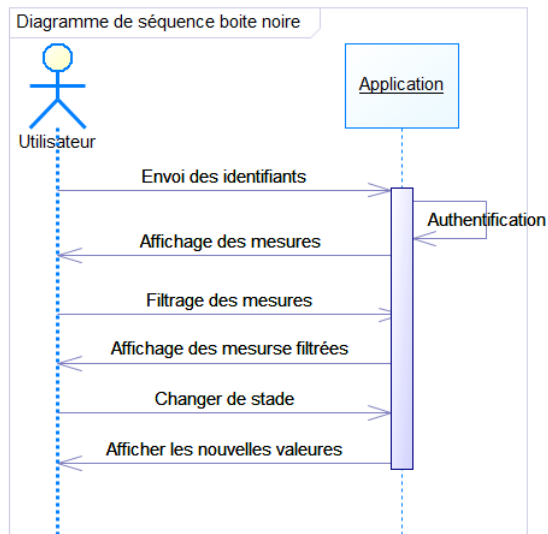 Diagramme de séquence boite noire
Application
Utilisateur
Envoi des identifiants
Authentification
Affichage des mesures
Filtrage des mesures
Affichage des mesurse filtrées
Changer de stade
Afficher les nouvelles valeures